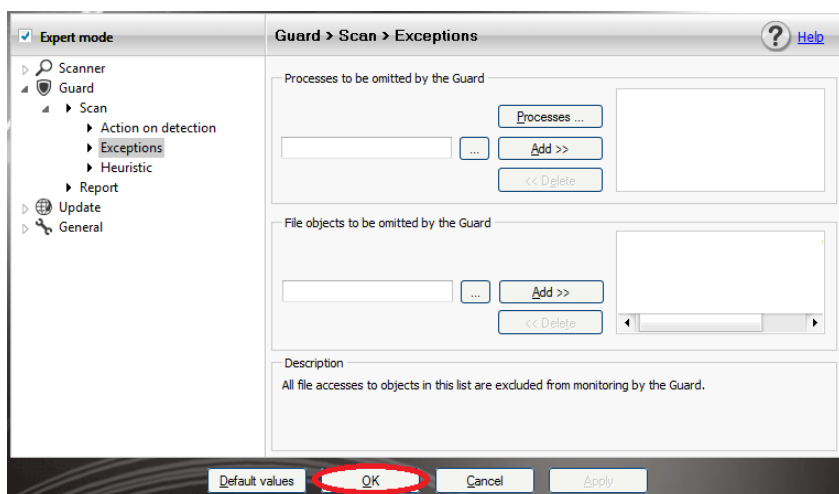 Expert mode
Guard > Scan > Exceptions
? Help
Scanner
Guard
Scan
Action on detection
Exceptions
Heuristic
Report
Update
General
Processes to be omitted by the Guard
Processes ...
... Add >>
<< Delete
File objects to be omitted by the Guard
... Add >>
<< Delete
Description
All file accesses to objects in this list are excluded from monitoring by the Guard.
Default values OK Cancel Apply